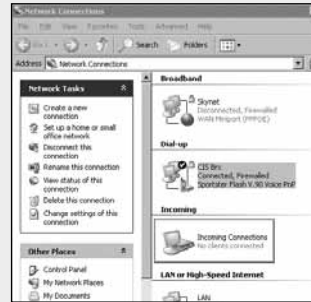 Network Connections
File Edit View Favorites Tools Advanced Help
Back Search Folders
Address Network Connections
Network Tasks
Create a new
connection
Set up a home or small
office network
Disconnect this
connection
Rename this connection
View status of this
connection
Delete this connection
Change settings of this
connection
Other Places
Control Panel
My Network Places
My Documents
Broadband
Skynet
Disconnected, Firewalled
WAN Miniport (PPPOE)
Dial-up
CIS Brc
Connected, Firewalled
Sportster Flash V.90 Voice PnP
Incoming
Incoming Connections
No clients connected
LAN or High-Speed Internet
LAN